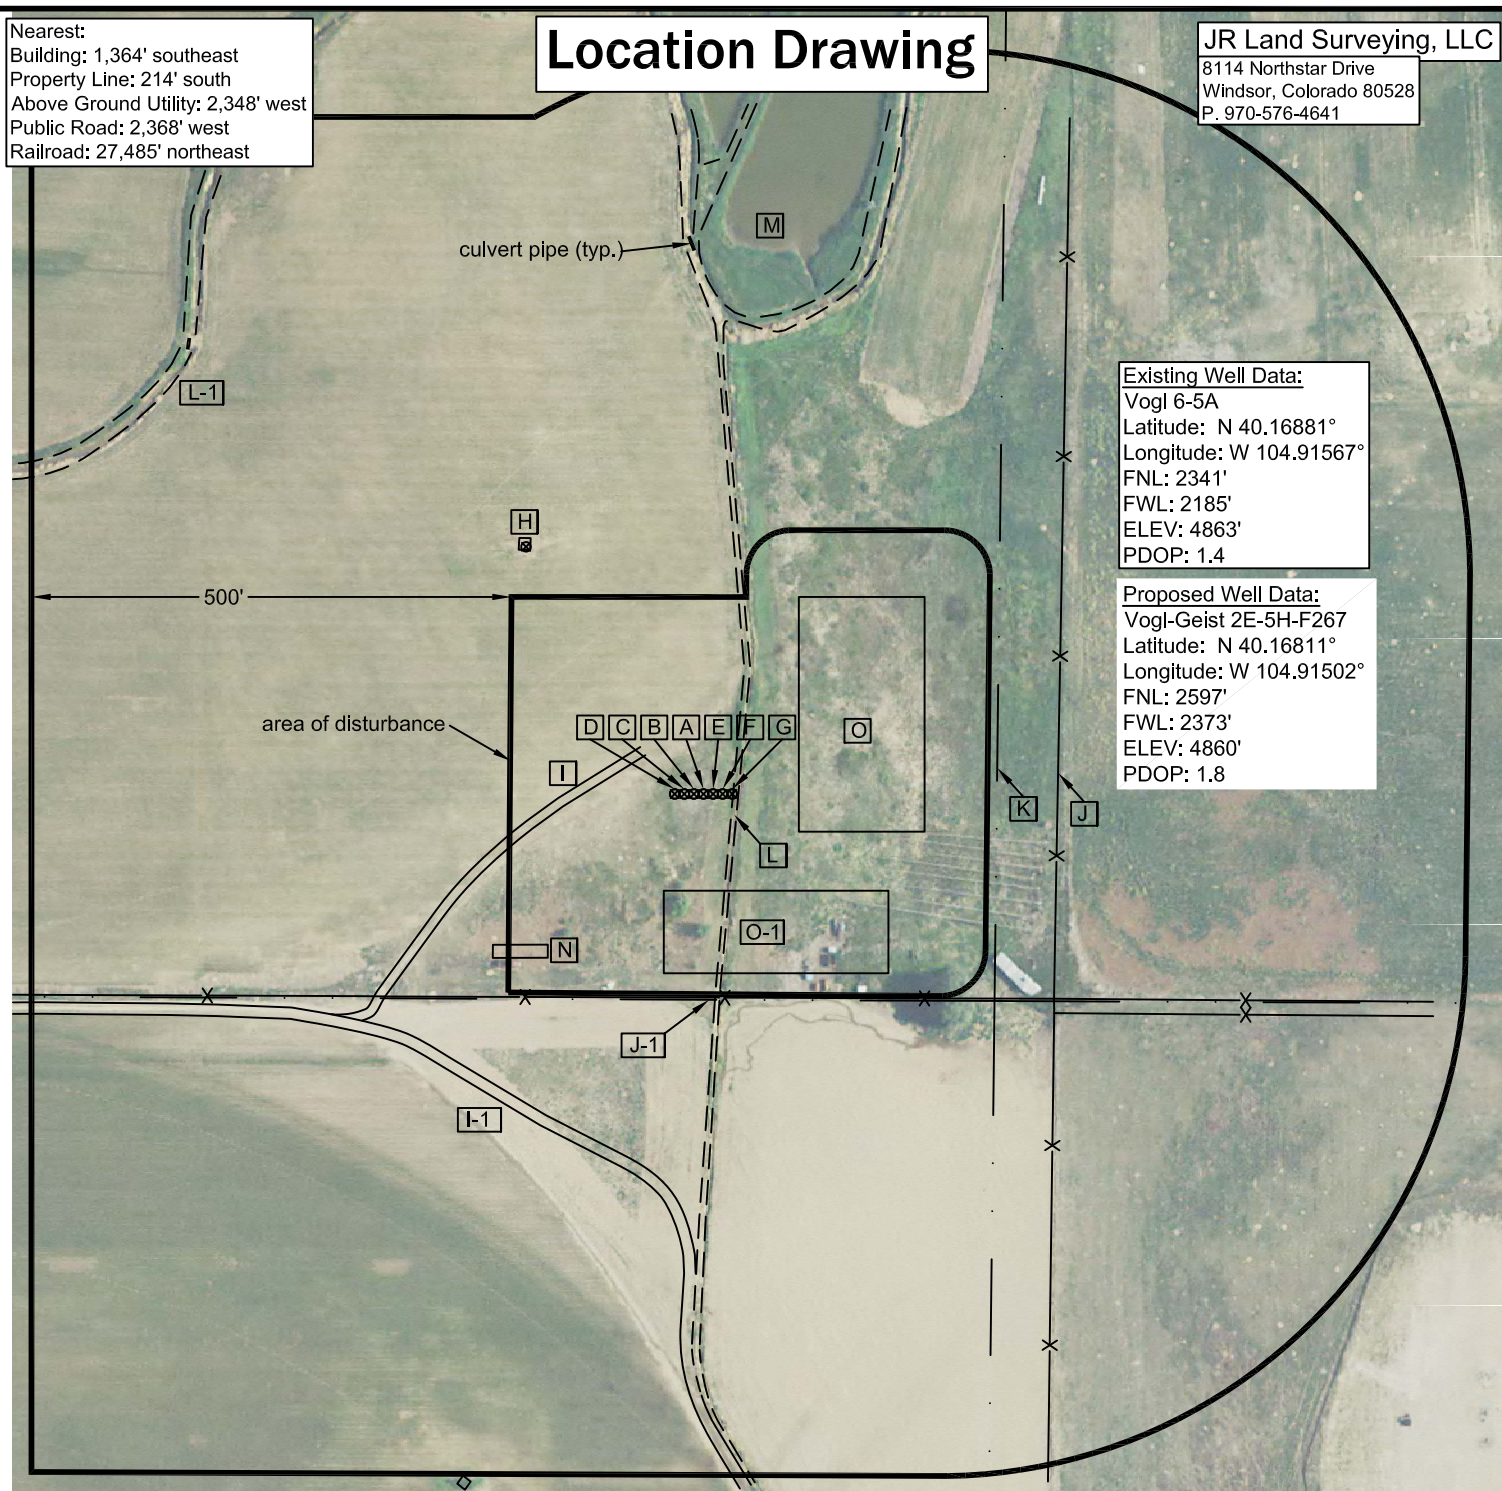 Nearest:
Building: 1,364' southeast
Property Line: 214' south
Above Ground Utility: 2,348' west
Public Road: 2,368' west
Railroad: 27,485' northeast
Location Drawing
JR Land Surveying, LLC
8114 Northstar Drive
Windsor, Colorado 80528
P. 970-576-4641
M
culvert pipe (typ.)
L-1
Existing Well Data:
Vogl 6-5A
Latitude: N 40.16881°
Longitude: W 104.91567°
FNL: 2341'
FWL: 2185'
ELEV: 4863'
PDOP: 1.4
H
500'
Proposed Well Data:
Vogl-Geist 2E-5H-F267
Latitude: N 40.16811°
Longitude: W 104.91502°
FNL: 2597'
FWL: 2373'
ELEV: 4860'
PDOP: 1.8
area of disturbance
D C B A E F G
O
I
K
J
L
O-1
N
J-1
I-1